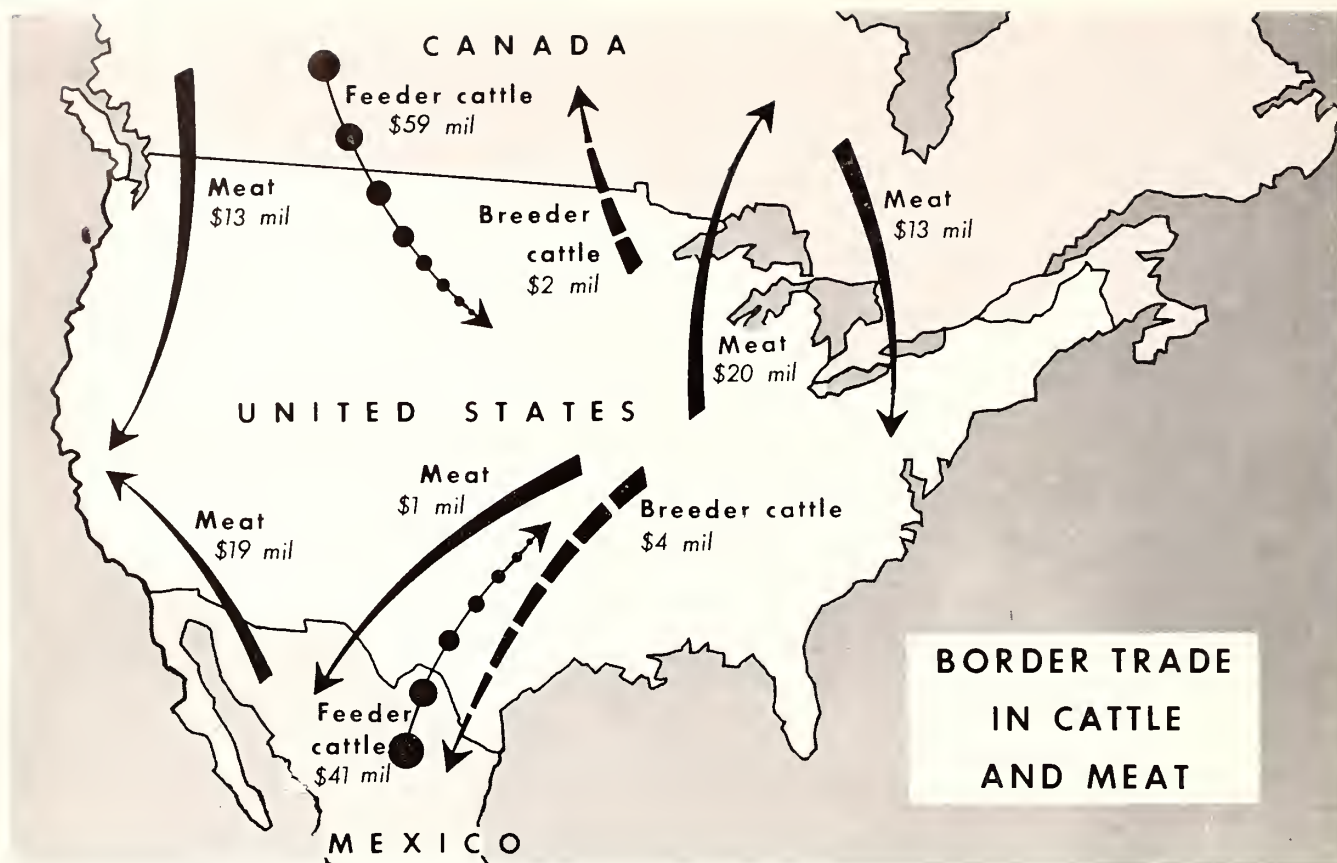 CANADA
Feeder cattle
$59 mil
Meat
$13 mil
Breeder
cattle
$2 mil
Meat
$13 mil
Meat
$20 mil
UNITED STATES
Meat
$1 mil
Breeder cattle
$4 mil
Meat
$19 mil
Feeder
cattle
$41 mil
MEXICO
BORDER TRADE
IN CATTLE
AND MEAT